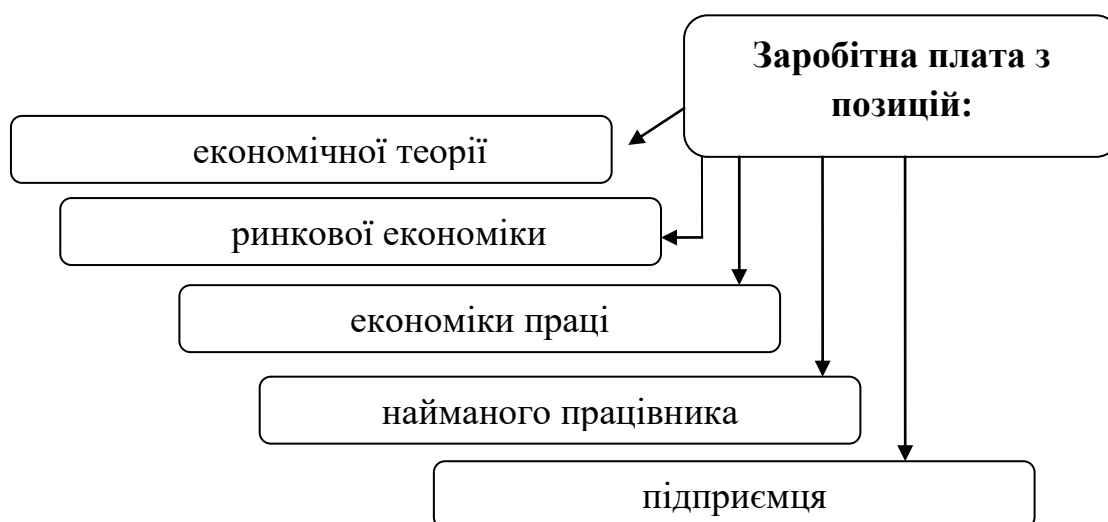 Заробітна плата з
позицій:
економічної теорії
ринкової економіки
економіки праці
найманого працівника
підприємця